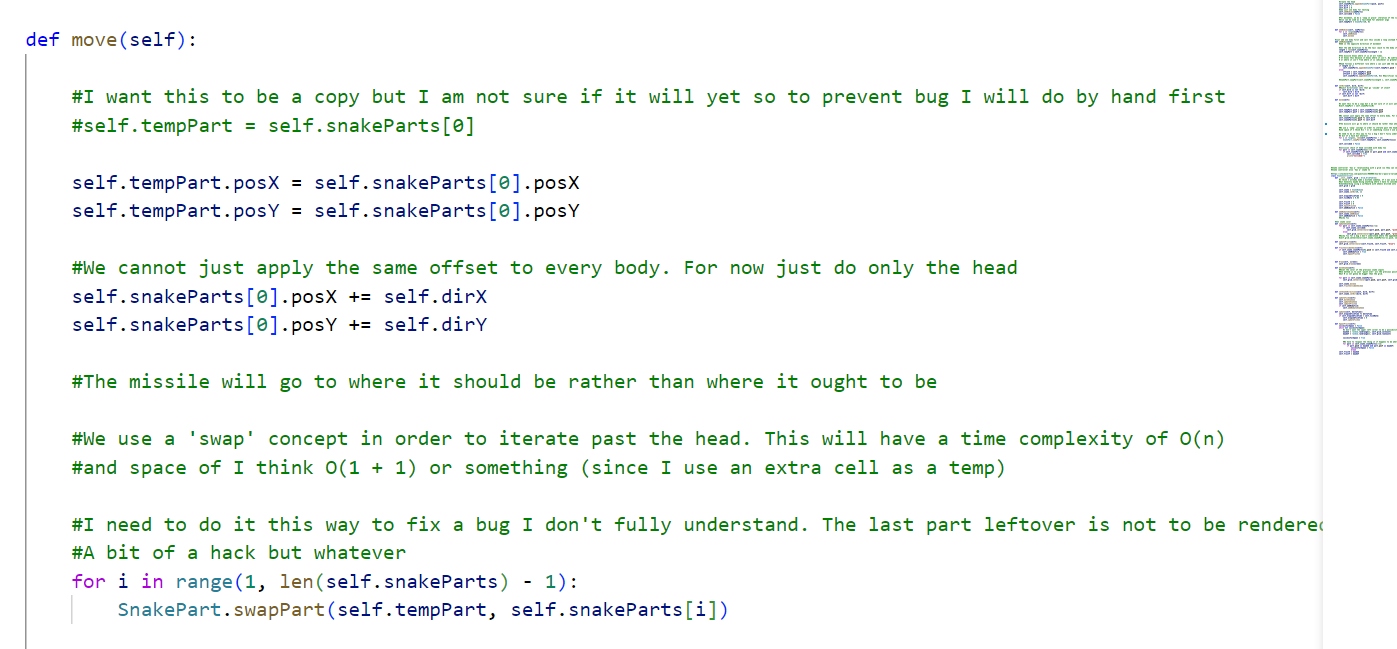 def move(self):
#I want this to be a copy but I am not sure if it will yet so to prevent bug I will do by hand first
#self.tempPart = self.snakeParts[0]
self.tempPart.posX = self.snakeParts[0].posX
self.tempPart.posY = self.snakeParts[0].posY
#We cannot just apply the same offset to every body. For now just do only the head
self.snakeParts[0].posX += self.dirX
self.snakeParts[0].posY += self.dirY
#The missile will go to where it should be rather than where it ought to be
#We use a 'swap' concept in order to iterate past the head. This will have a time complexity of O(n)
#and space of I think O(1 + 1) or something (since I use an extra cell as a temp)
#I need to do it this way to fix a bug I don't fully understand. The last part leftover is not to be rendered
#A bit of a hack but whatever
for i in range(1, len(self.snakeParts) - 1):
SnakePart.swapPart(self.tempPart, self.snakeParts[i])